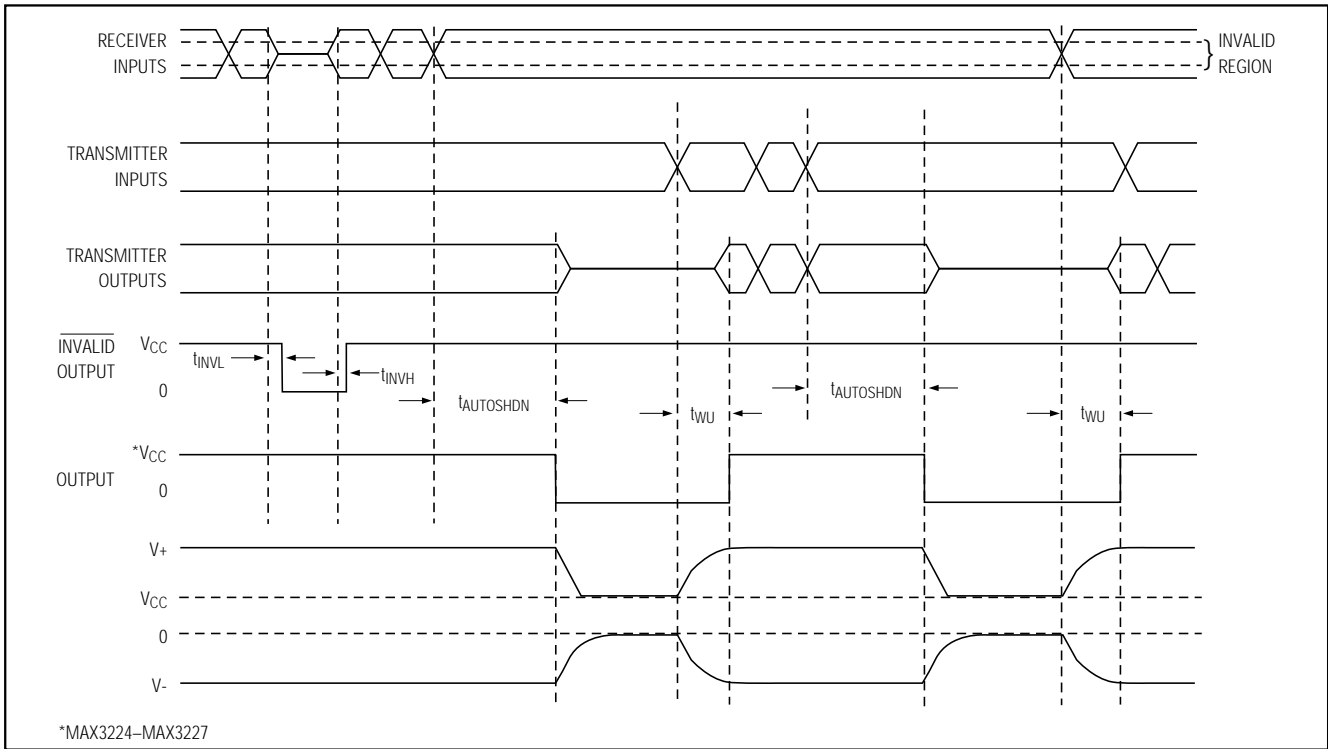 RECEIVER
INPUTS
INVALID
REGION
TRANSMITTER
INPUTS
TRANSMITTER
OUTPUTS
INVALID
OUTPUT
VCC
0
tINVL
tINVH
tAUTOSHDN
tWU
tAUTOSHDN
tWU
OUTPUT
*VCC
0
V+
VCC
0
V-
*MAX3224–MAX3227